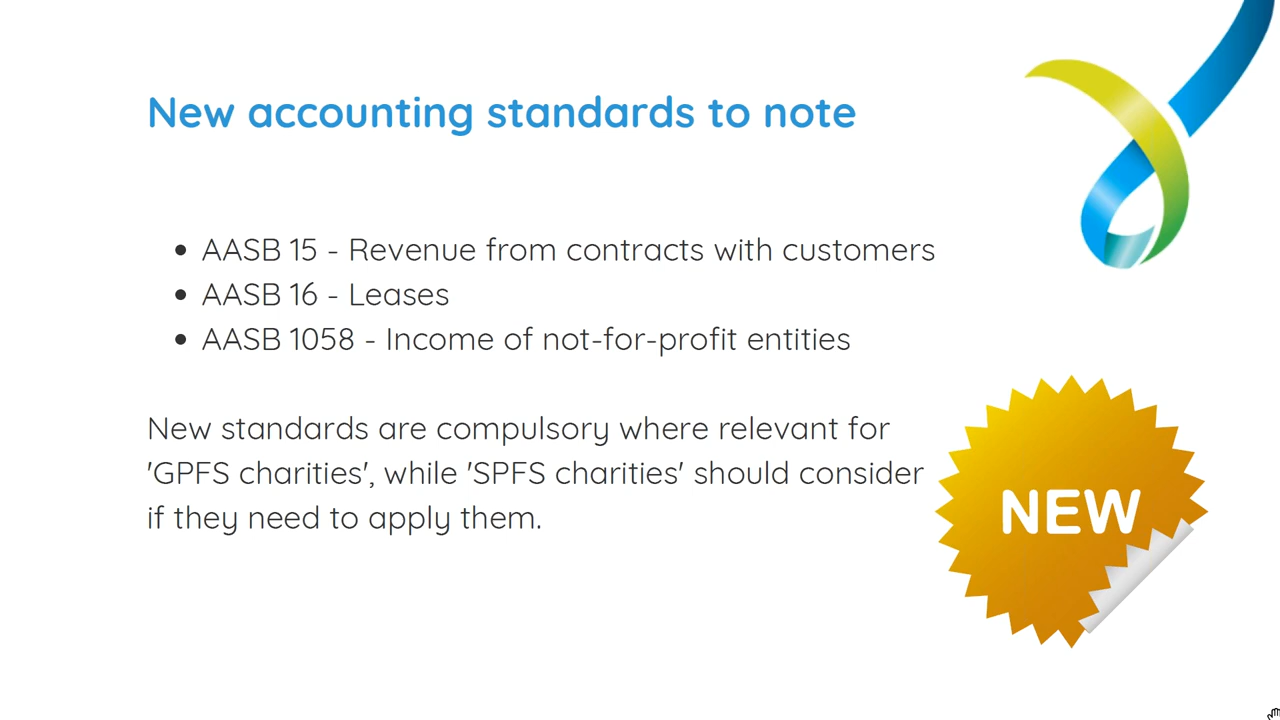 New accounting standards to note
• AASB 15 - Revenue from contracts with customers
• AASB 16 - Leases
• AASB 1058 - Income of not-for-profit entities
New standards are compulsory where relevant for
'GPFS charities', while 'SPFS charities' should consider
if they need to apply them.
NEW